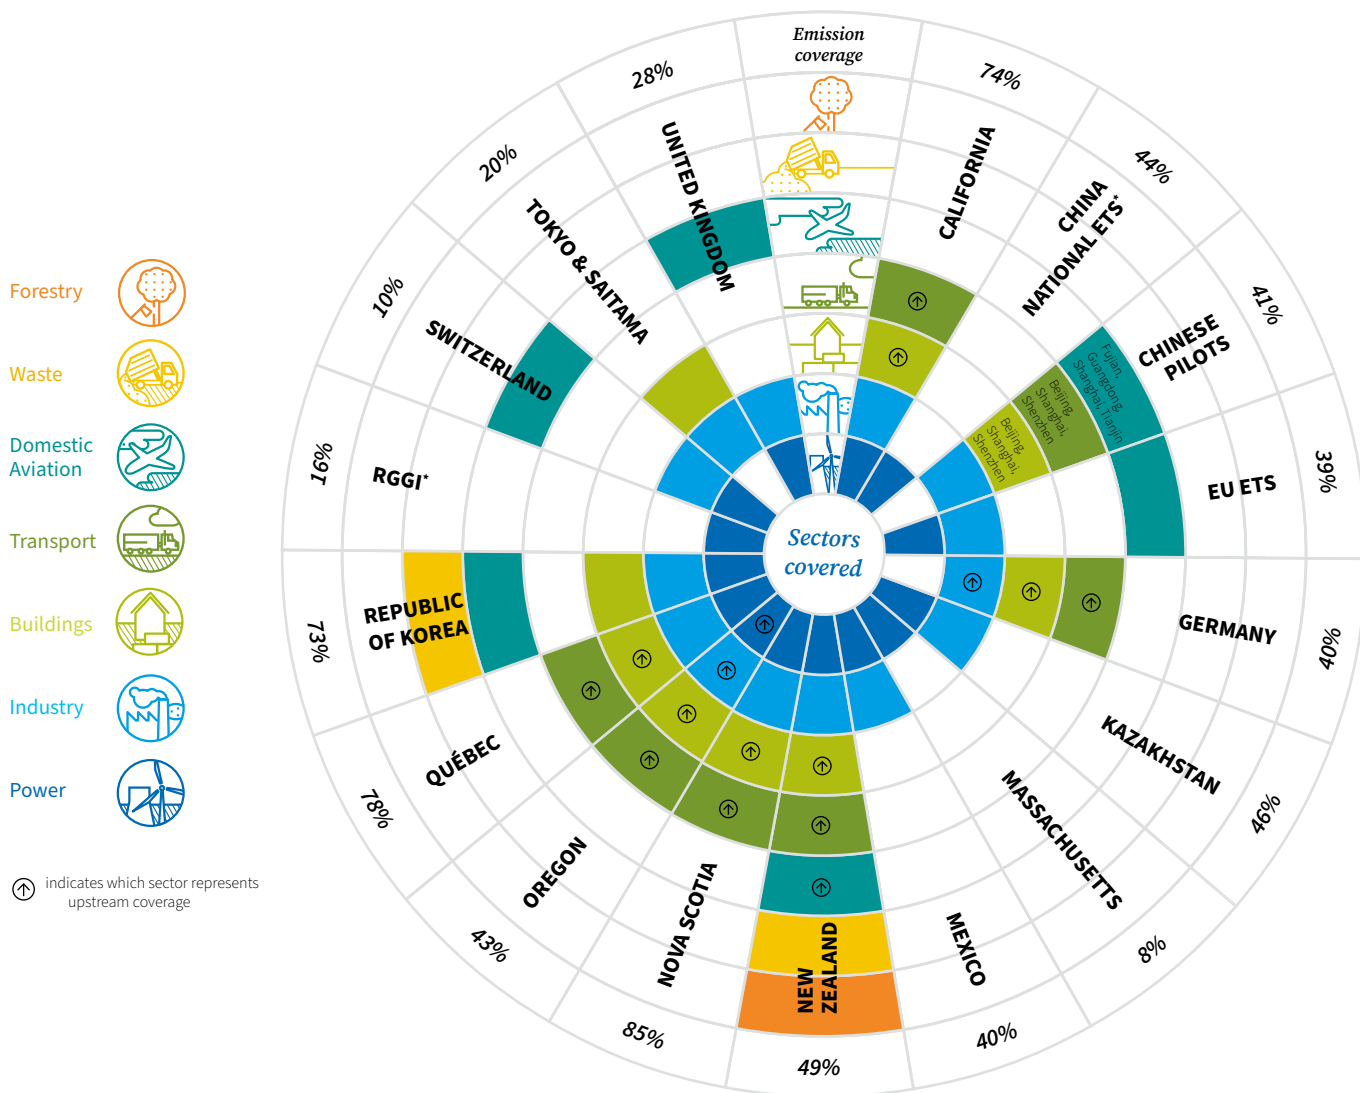 Forestry
Waste
Domestic
Aviation
Transport
Buildings
Industry
Power
indicates which sector represents
upstream coverage
Emission
coverage
Sectors
covered
74%
CALIFORNIA
44%
CHINA
NATIONAL ETS*
41%
CHINESE
PILOTS
Fujian,
Guangdong,
Shanghai, Tianjin
Beijing,
Shanghai,
Shenzhen
Beijing,
Shanghai,
Shenzhen
39%
EU ETS
40%
GERMANY
46%
KAZAKHSTAN
8%
MASSACHUSETTS
40%
MEXICO
49%
NEW
ZEALAND
85%
NOVA SCOTIA
43%
OREGON
78%
QUÉBEC
73%
REPUBLIC
OF KOREA
16%
RGGI*
10%
SWITZERLAND
20%
TOKYO & SAITAMA
28%
UNITED KINGDOM